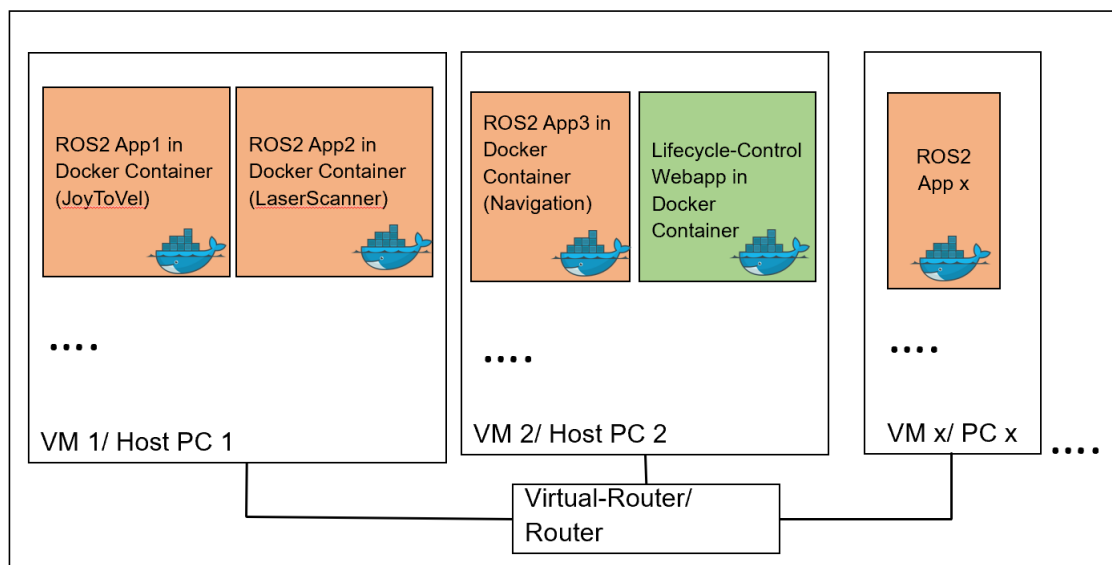 ROS2 App1 in
Docker Container
(JoyToVel)
ROS2 App2 in
Docker Container
(LaserScanner)
....
VM 1/ Host PC 1
ROS2 App3 in
Docker
Container
(Navigation)
Lifecycle-Control
Webapp in
Docker
Container
....
VM 2/ Host PC 2
ROS2
App x
....
VM x/ PC x
....
Virtual-Router/
Router